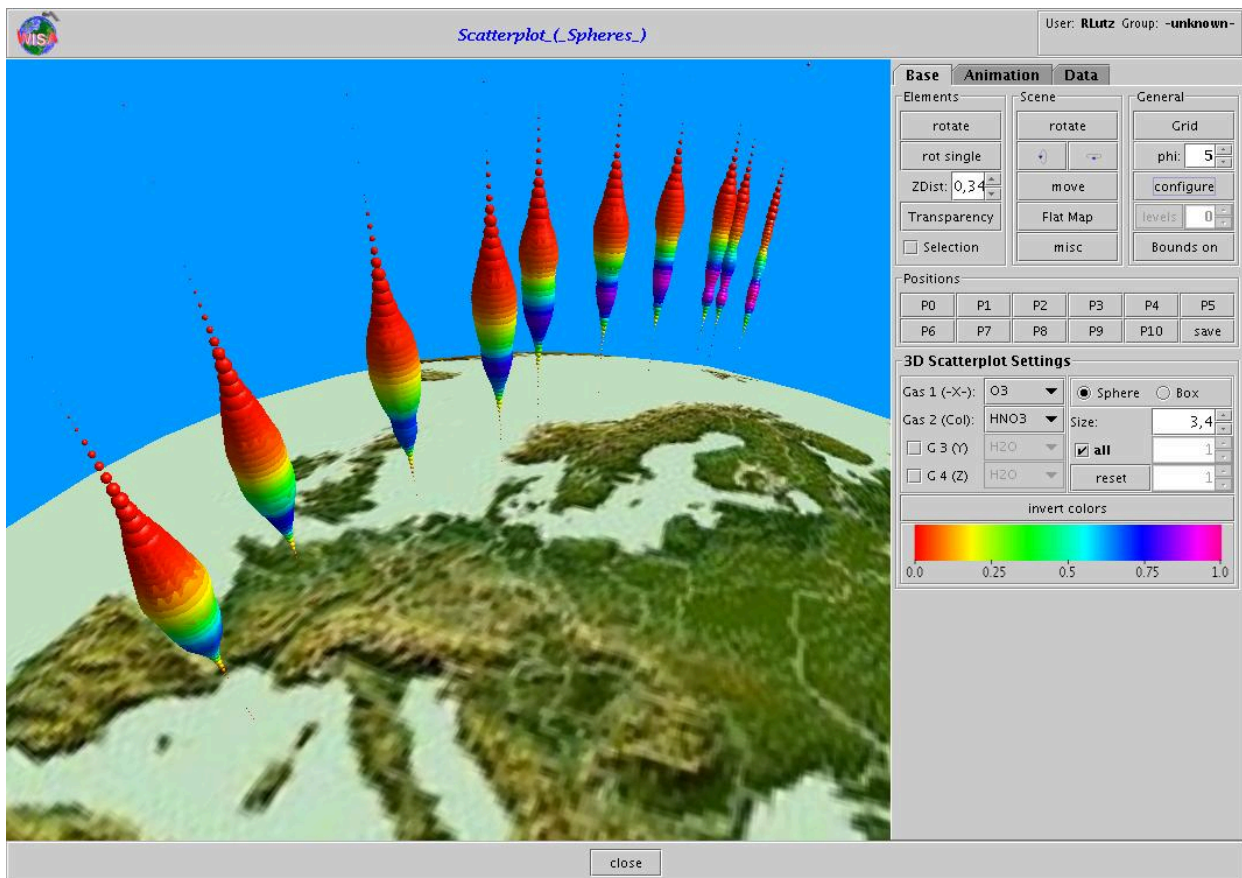 WISA
Scatterplot_(_Spheres_)
User: RLutz Group: -unknown-
Base Animation Data
Elements
rotate
rot single
ZDist: 0,34
Transparency
Selection
Scene
rotate
move
Flat Map
misc
General
Grid
phi: 5
configure
levels 0
Bounds on
Positions
P0 P1 P2 P3 P4 P5
P6 P7 P8 P9 P10 save
3D Scatterplot Settings
Gas 1 (-X-): O3
Gas 2 (Col): HNO3
G 3 (Y) H2O
G 4 (Z) H2O
Sphere Box
Size: 3,4
all 1
reset 1
invert colors
0.0 0.25 0.5 0.75 1.0
close